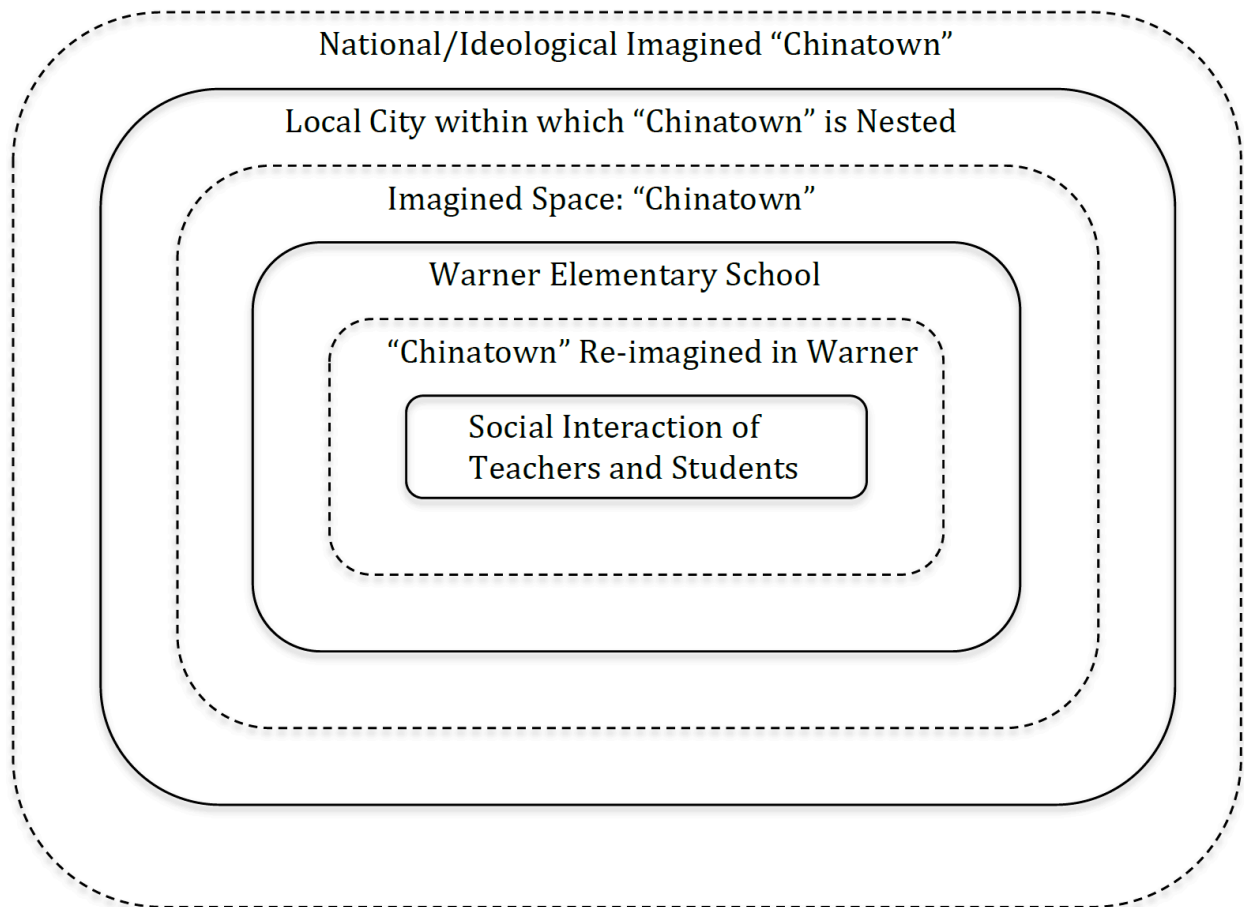 National/Ideological Imagined “Chinatown”
Local City within which “Chinatown” is Nested
Imagined Space: “Chinatown”
Warner Elementary School
“Chinatown” Re-imagined in Warner
Social Interaction of
Teachers and Students